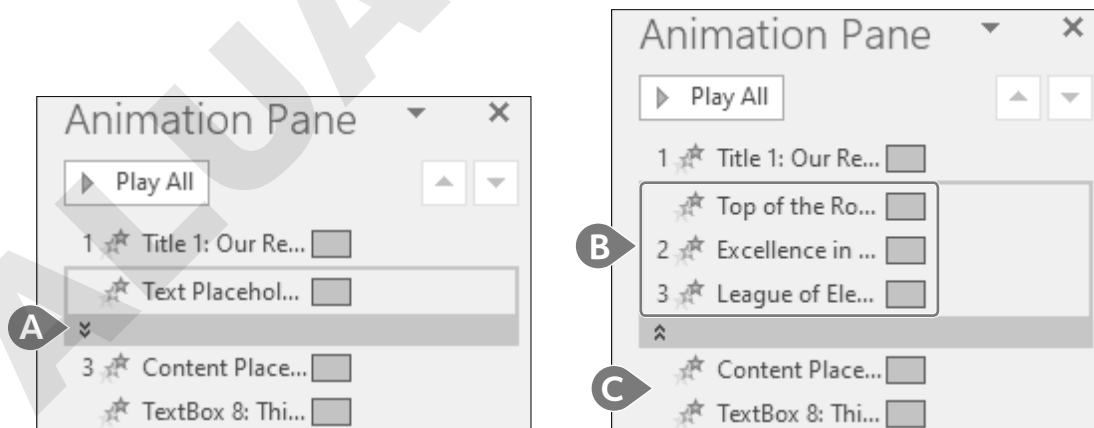 Animation Pane
Play All
1 Title 1: Our Re...
Text Placehol...
A
3 Content Place...
TextBox 8: Thi...
Animation Pane
Play All
1 Title 1: Our Re...
Top of the Ro...
B
2 Excellence in ...
3 League of Ele...
C
Content Place...
TextBox 8: Thi...
ALUA